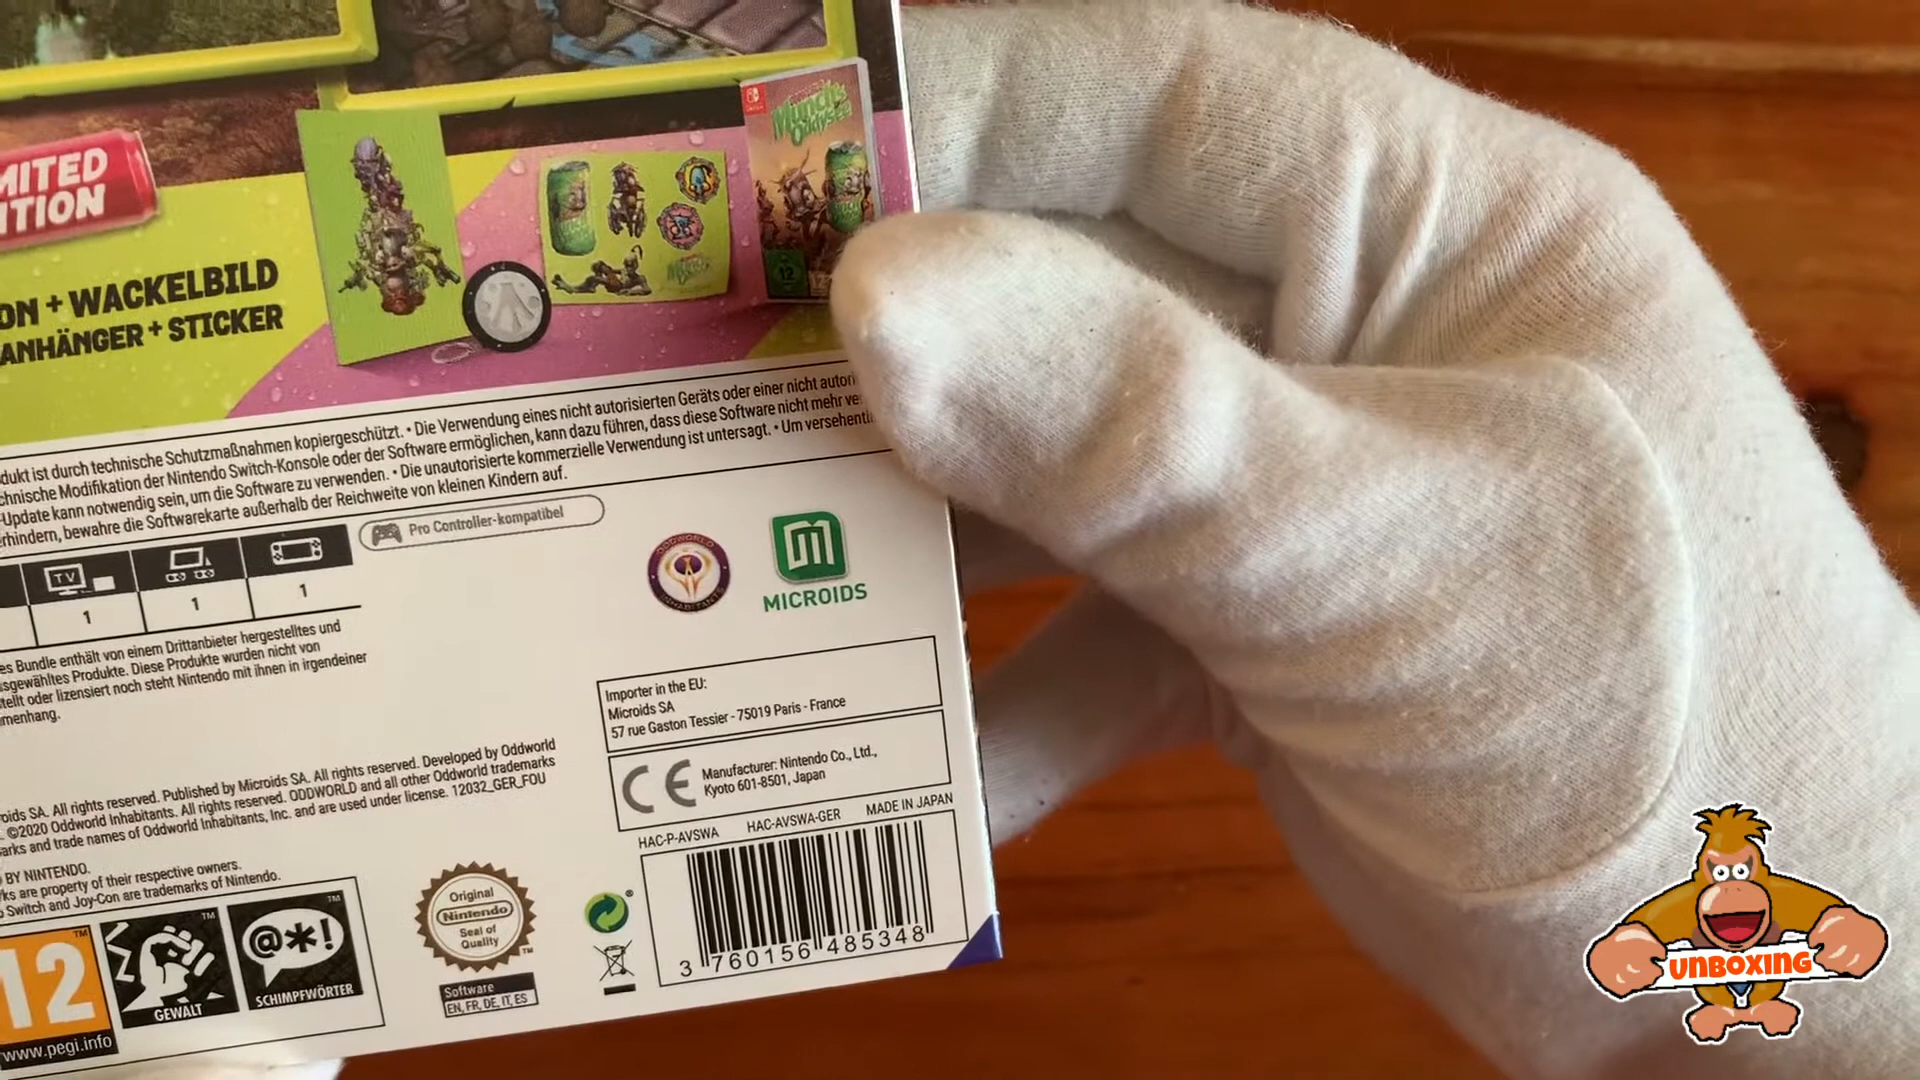 MITED
ITION
ON + WACKELBILD
ANHÄNGER + STICKER
Munch's
Oddysee
12
dukt ist durch technische Schutzmaßnahmen kopiergeschützt. • Die Verwendung eines nicht autorisierten Geräts oder einer nicht autori
chnische Modifikation der Nintendo Switch-Konsole oder der Software ermöglichen, kann dazu führen, dass diese Software nicht mehr ve
-Update kann notwendig sein, um die Software zu verwenden. • Die unautorisierte kommerzielle Verwendung ist untersagt. • Um versehentl
erhindern, bewahre die Softwarekarte außerhalb der Reichweite von kleinen Kindern auf.
Pro Controller-kompatibel
TV
1
1
1
ODDWORLD
INHABITANTS
MICROIDS
es Bundle enthält von einem Drittanbieter hergestelltes und
sgewähltes Produkte. Diese Produkte wurden nicht von
tellt oder lizensiert noch steht Nintendo mit ihnen in irgendeiner
menhang.
Importer in the EU:
Microids SA
57 rue Gaston Tessier - 75019 Paris - France
CE
Manufacturer: Nintendo Co., Ltd.,
Kyoto 601-8501, Japan
oids SA. All rights reserved. Published by Microids SA. All rights reserved. Developed by Oddworld
. ©2020 Oddworld Inhabitants. All rights reserved. ODDWORLD and all other Oddworld trademarks
arks and trade names of Oddworld Inhabitants, Inc. and are used under license. 12032_GER_FOU
HAC-P-AVSWA HAC-AVSWA-GER MADE IN JAPAN
BY NINTENDO.
ks are property of their respective owners.
o Switch and Joy-Con are trademarks of Nintendo.
12
www.pegi.info
GEWALT
@*!
SCHIMPFWÖRTER
Original
Nintendo
Seal of
Quality
Software
EN, FR, DE, IT, ES
3 760156 485348
UNBOXING